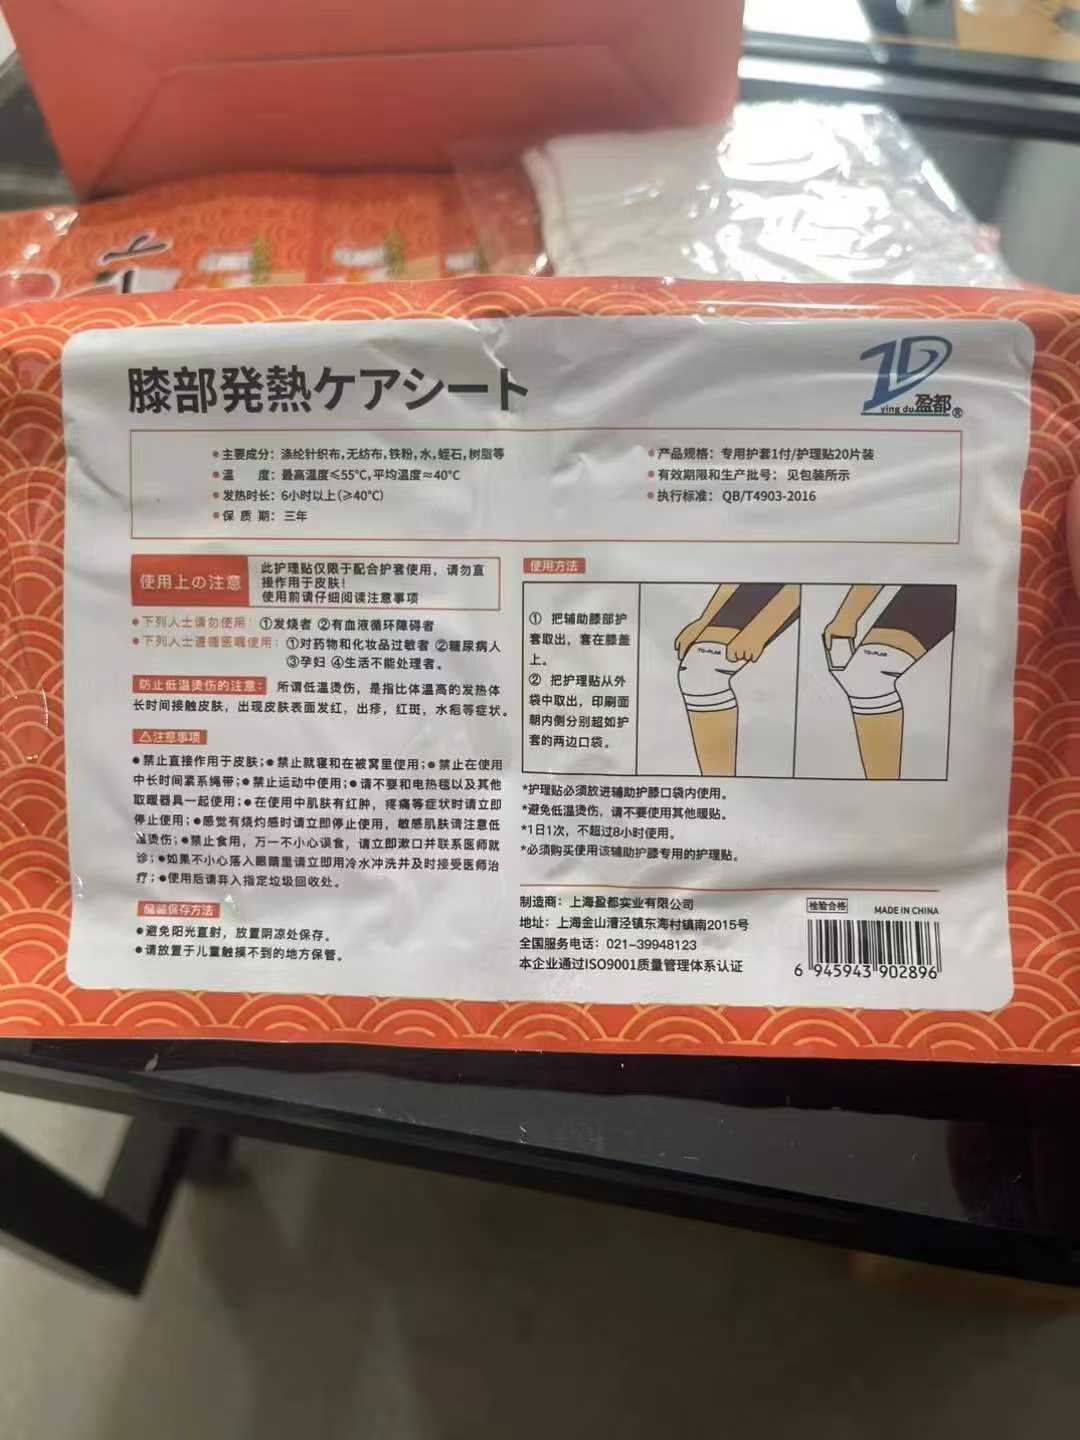 膝部発熱ケアシート
ZD
ying du 盈都®
●主要成分：涤纶针织布,无纺布,铁粉,水,蛭石,树脂等
●温　　度：最高温度≤55℃,平均温度≈40℃
●发热时长：6小时以上(≥40℃)
●保 质 期：三年
●产品规格：专用护套1付/护理贴20片装
●有效期限和生产批号：见包装所示
●执行标准：QB/T4903-2016
使用上の注意
此护理贴仅限于配合护套使用，请勿直
接作用于皮肤！
使用前请仔细阅读注意事项
●下列人士请勿使用：①发烧者 ②有血液循环障碍者
●下列人士遵循医嘱使用：①对药物和化妆品过敏者 ②糖尿病人
③孕妇 ④生活不能处理者。
防止低温烫伤的注意：所谓低温烫伤，是指比体温高的发热体
长时间接触皮肤，出现皮肤表面发红，出疹，红斑，水疱等症状。
⚠注意事项
●禁止直接作用于皮肤；●禁止就寝和在被窝里使用；●禁止在使用
中长时间紧系绳带；●禁止运动中使用；●请不要和电热毯以及其他
取暖器具一起使用；●在使用中肌肤有红肿，疼痛等症状时请立即
停止使用；●感觉有烧灼感时请立即停止使用，敏感肌肤请注意低
温烫伤；●禁止食用，万一不小心误食，请立即漱口并联系医师就
诊；●如果不小心落入眼睛里请立即用冷水冲洗并及时接受医师治
疗；●使用后请弃入指定垃圾回收处。
储藏保存方法
●避免阳光直射，放置阴凉处保存。
●请放置于儿童触摸不到的地方保管。
使用方法
① 把辅助膝部护
套取出，套在膝盖
上。
② 把护理贴从外
袋中取出，印刷面
朝内侧分别超如护
套的两边口袋。
TO-PLAN
TO-PLAN
*护理贴必须放进辅助护膝口袋内使用。
*避免低温烫伤，请不要使用其他暖贴。
*1日1次，不超过8小时使用。
*必须购买使用该辅助护膝专用的护理贴。
制造商：上海盈都实业有限公司
地址：上海金山漕泾镇东海村镇南2015号
全国服务电话：021-39948123
本企业通过ISO9001质量管理体系认证
检验合格
MADE IN CHINA
6 945943 902896